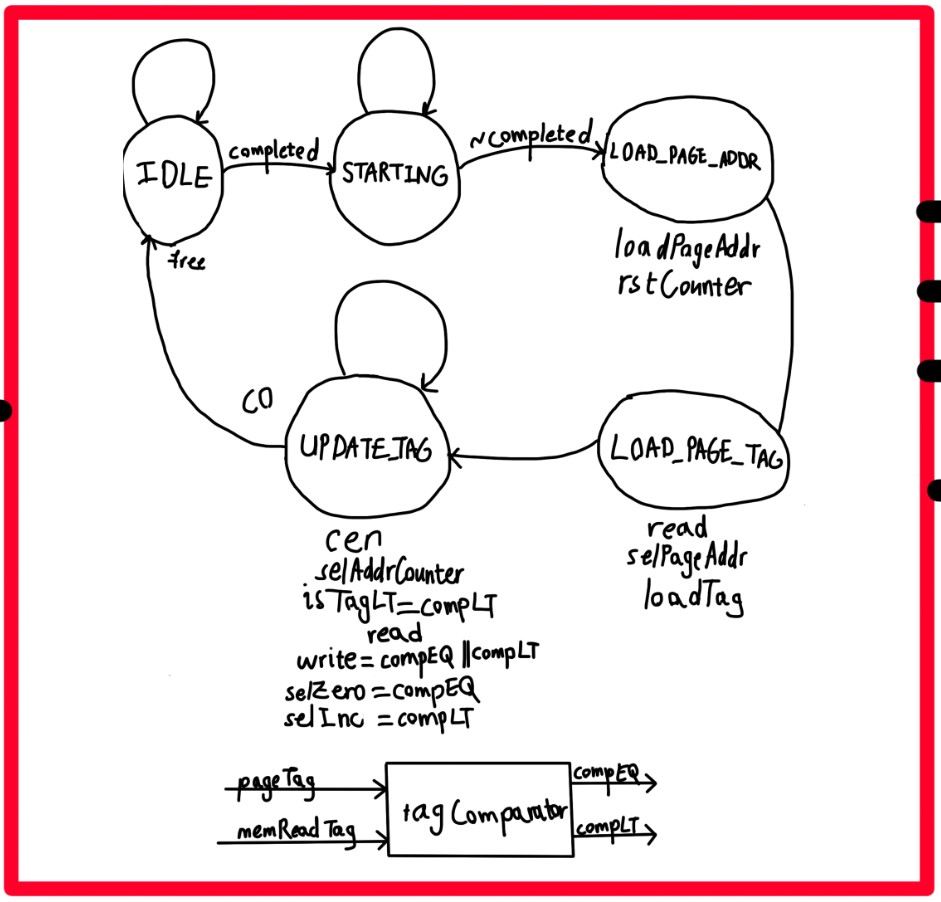 completed
~completed
IDLE
STARTING
LOAD_PAGE_ADDR
free
loadPageAddr
rstCounter
CO
UPDATE_TAG
LOAD_PAGE_TAG
cen
selAddrCounter
isTagLT=compLT
read
write=compEQ ||compLT
selZero=compEQ
selInc =compLT
read
selPageAddr
loadTag
pageTag
memReadTag
tagComparator
compEQ
compLT